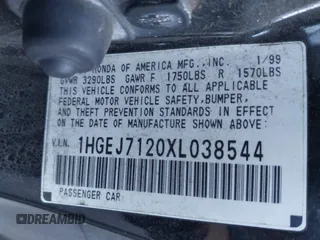 HONDA OF AMERICA MFG., INC. 1/99
GVWR 3290LBS GAWR F 1750LBS R 1570LBS
THIS VEHICLE CONFORMS TO ALL APPLICABLE
FEDERAL MOTOR VEHICLE SAFETY, BUMPER,
AND THEFT PREVENTION STANDARDS IN EFFECT
ON THE DATE OF MANUFACTURE SHOWN ABOVE.
V.I.N. 1HGEJ7120XL038544
PASSENGER CAR
DREAMBID